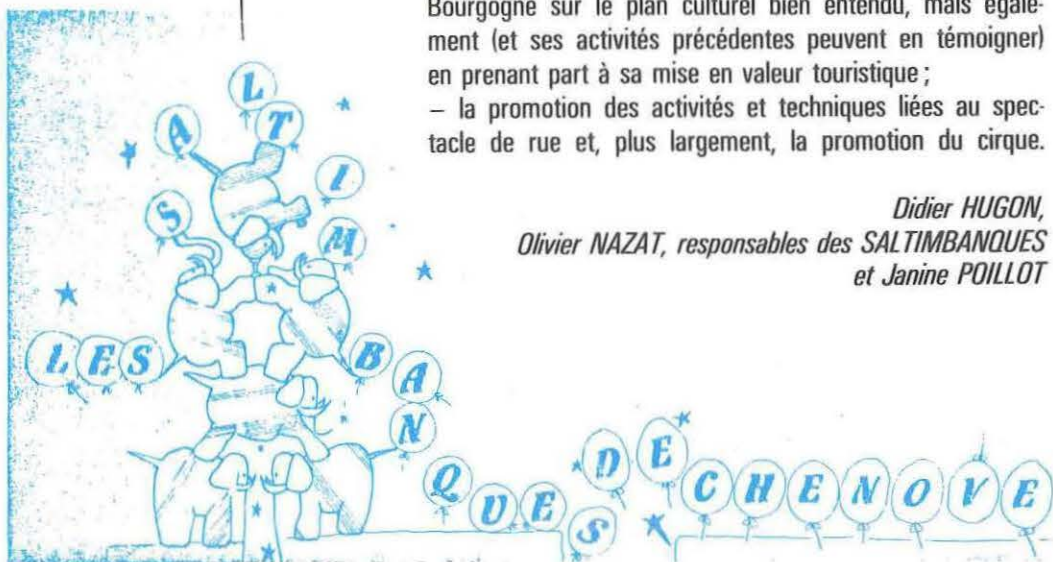 Bourgogne sur le plan culturel bien entendu, mais égale-
ment (et ses activités précédentes peuvent en témoigner)
en prenant part à sa mise en valeur touristique ;
– la promotion des activités et techniques liées au spec-
tacle de rue et, plus largement, la promotion du cirque.
Didier HUGON,
Olivier NAZAT, responsables des SALTIMBANQUES
et Janine POILLOT
LES SALTIMBANQUES DE CHENOVE